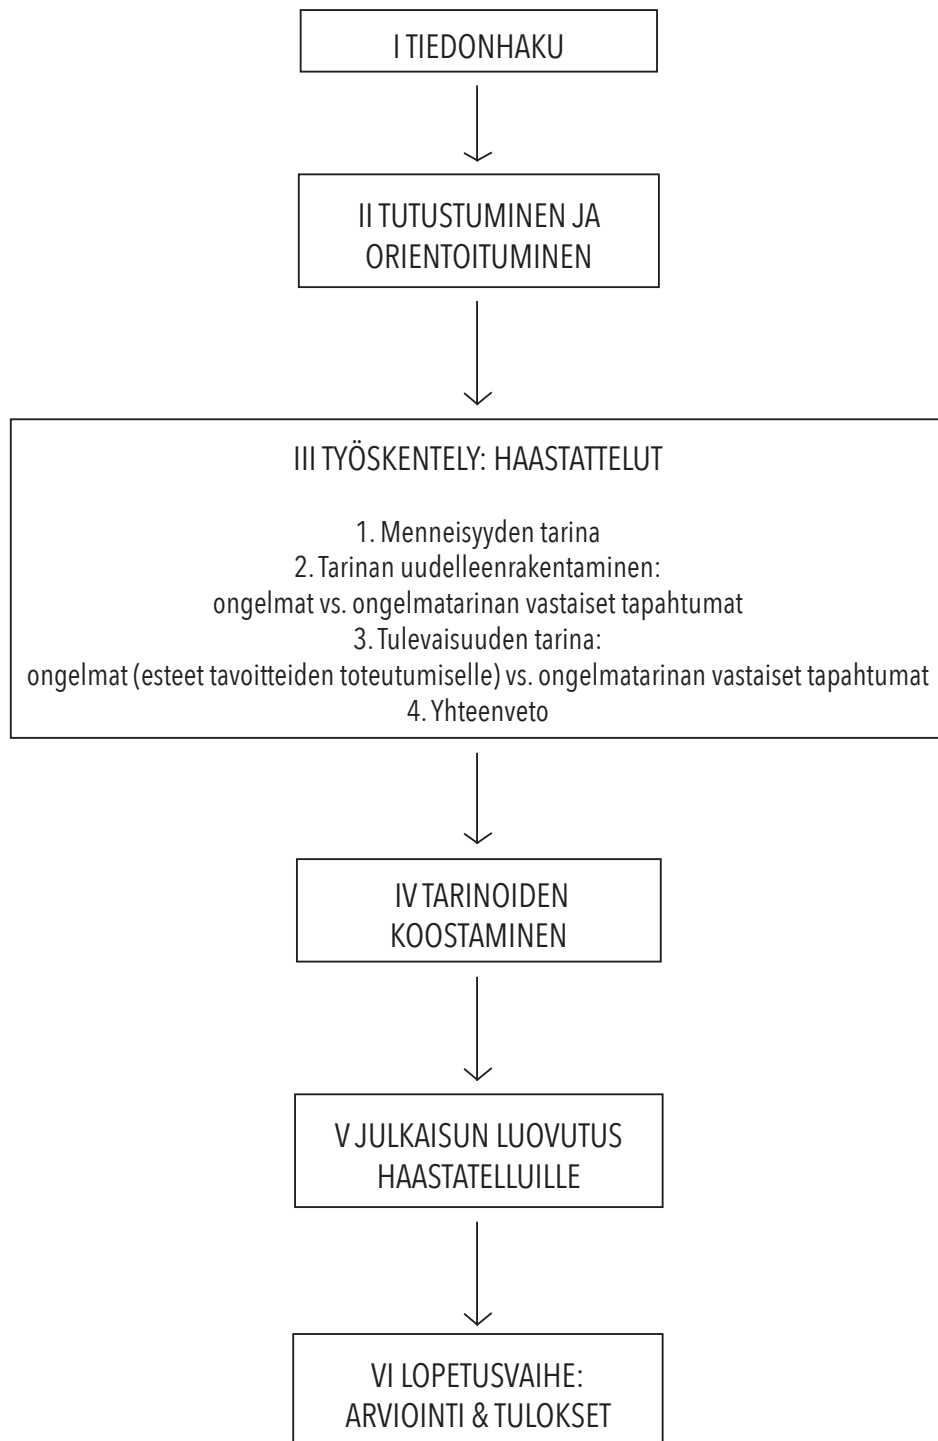 I TIEDONHAKU
II TUTUSTUMINEN JA
ORIENTOITUMINEN
III TYÖSKENTELY: HAASTATTELUT
1. Menneisyyden tarina
2. Tarinan uudelleenrakentaminen:
ongelmat vs. ongelmatarinan vastaiset tapahtumat
3. Tulevaisuuden tarina:
ongelmat (esteet tavoitteiden toteutumiselle) vs. ongelmatarinan vastaiset tapahtumat
4. Yhteenveto
IV TARINOIDEN
KOOSTAMINEN
V JULKAISUN LUOVUTUS
HAASTATELLUILLE
VI LOPETUSVAIHE:
ARVIOINTI & TULOKSET